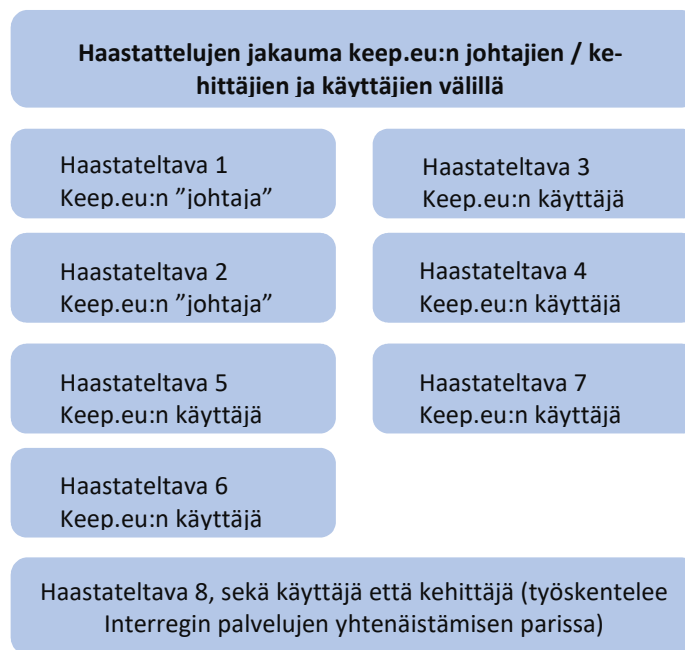 Haastattelujen jakauma keep.eu:n johtajien / ke-
hittäjien ja käyttäjien välillä
Haastateltava 1
Keep.eu:n ”johtaja”
Haastateltava 3
Keep.eu:n käyttäjä
Haastateltava 2
Keep.eu:n ”johtaja”
Haastateltava 4
Keep.eu:n käyttäjä
Haastateltava 5
Keep.eu:n käyttäjä
Haastateltava 7
Keep.eu:n käyttäjä
Haastateltava 6
Keep.eu:n käyttäjä
Haastateltava 8, sekä käyttäjä että kehittäjä (työskentelee
Interregin palvelujen yhtenäistämisen parissa)